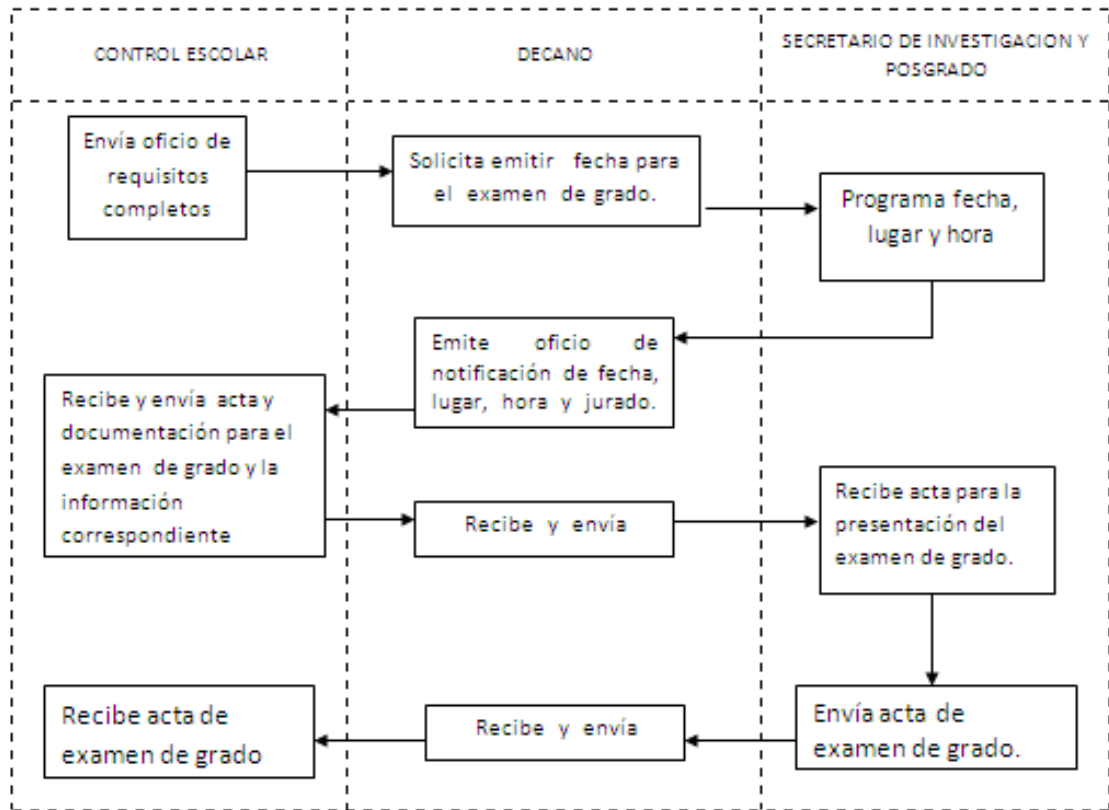 CONTROL ESCOLAR
DECANO
SECRETARIO DE INVESTIGACION Y
POSGRADO
Envía oficio de
requisitos
completos
Solicita emitir fecha para
el examen de grado.
Programa fecha,
lugar y hora
Emite oficio de
notificación de fecha,
lugar, hora y jurado.
Recibe y envía acta y
documentación para el
examen de grado y la
información
correspondiente
Recibe y envía
Recibe acta para la
presentación del
examen de grado.
Envía acta de
examen de grado.
Recibe y envía
Recibe acta de
examen de grado